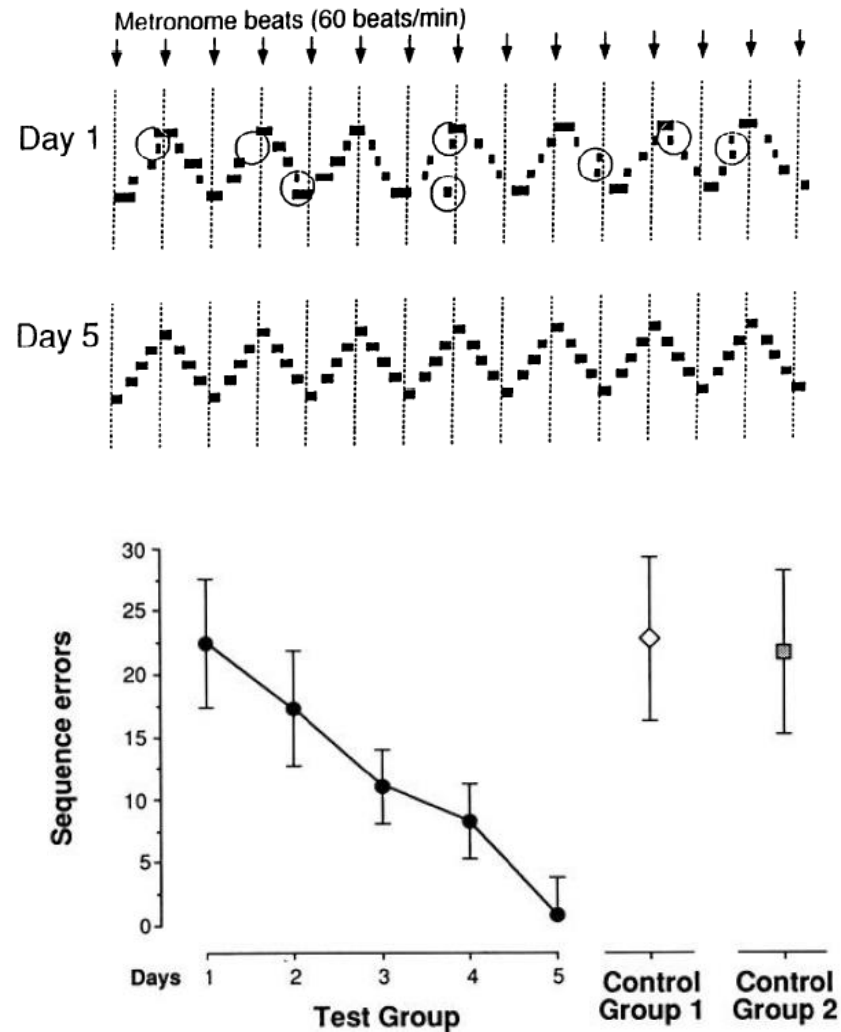 Metronome beats (60 beats/min)
Day 1
Day 5
30
25
20
15
10
5
0
Sequence errors
Days 1 2 3 4 5
Test Group
Control
Group 1
Control
Group 2